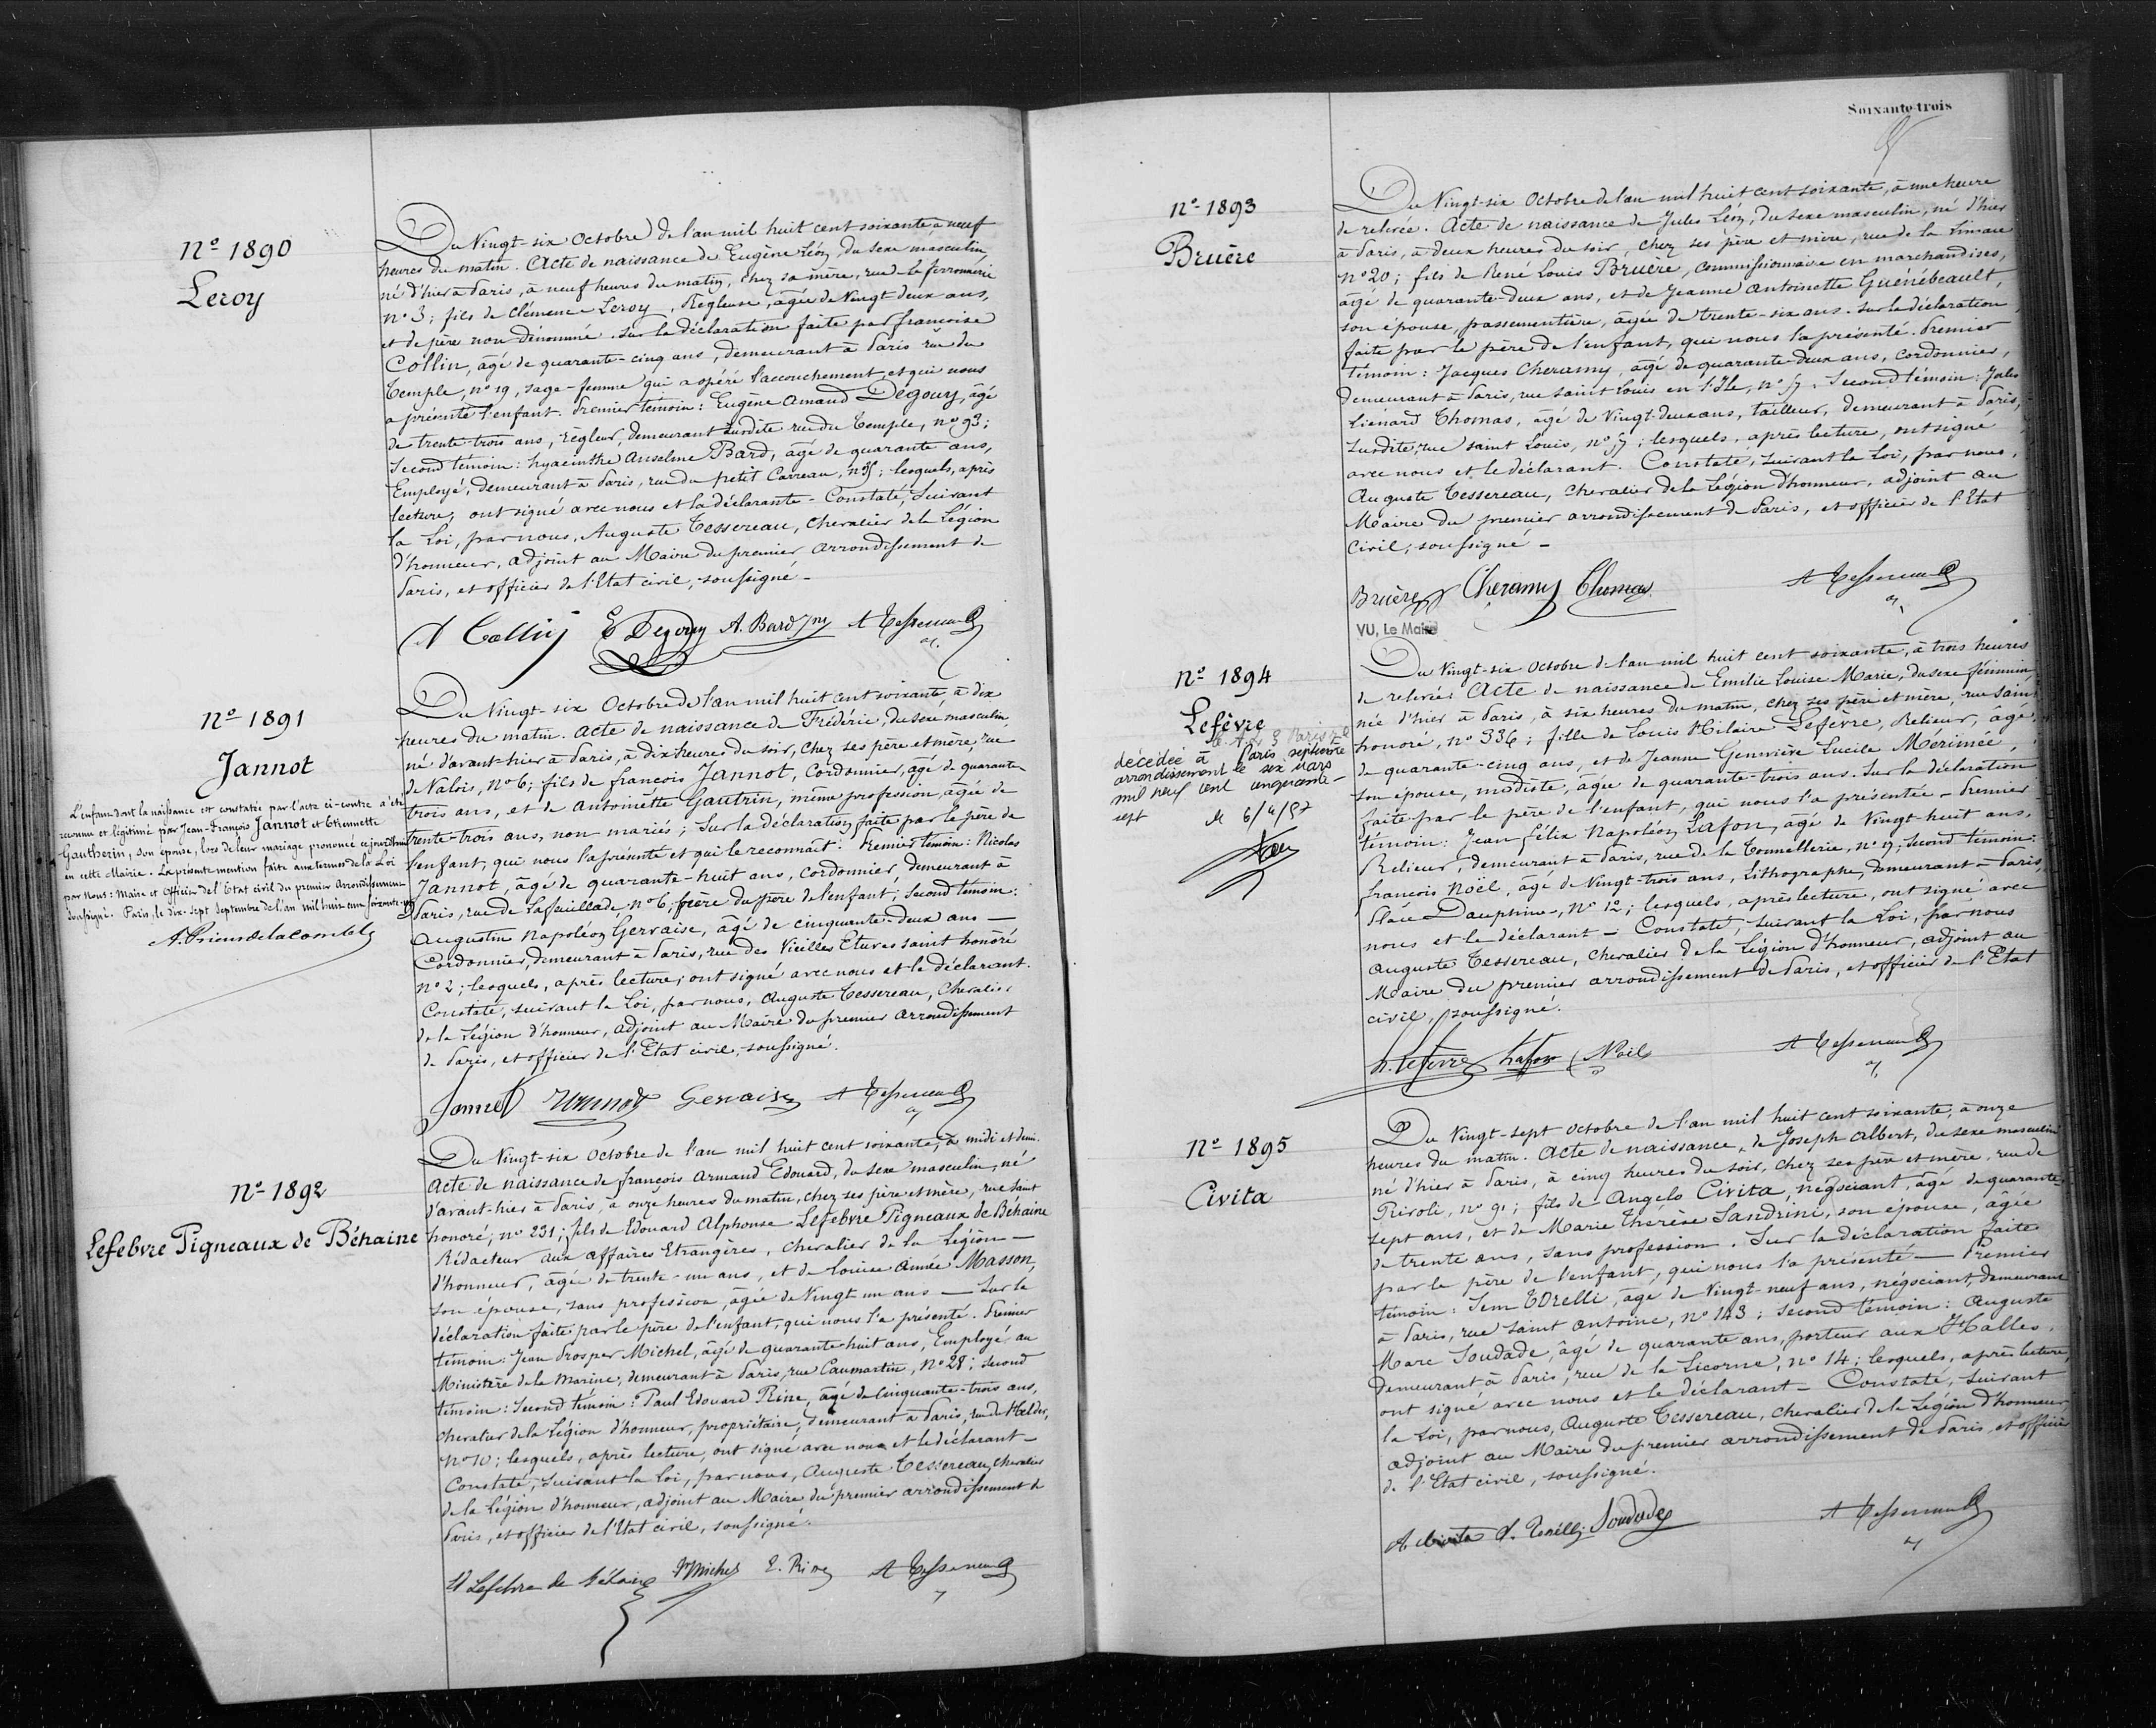 Nº 1890
Leroy
Du Vingt-six Octobre de l'an mil huit cent soixante à neuf
heures du matin. Acte de naissance de Eugène Léon, du sexe masculin,
né d'hier à Paris, à neuf heures du matin, chez sa mère, rue de la ferronnerie
nº 3; fils de Clémence Leroy, Régleuse, âgée de Vingt-deux ans,
et de père non dénommé. Sur la déclaration faite par françoise
Collin, âgé de quarante-cinq ans, demeurant à Paris rue du
Temple, nº 19, sage-femme qui a opéré l'accouchement, et qui nous
a présenté l'enfant. Premier témoin: Eugène Amand Degouy, âgé
de trente-trois ans, règleur, demeurant susdite rue du Temple, nº 93;
Second témoin: hyacinthe Anselme Bard, âgé de quarante ans,
Employé, demeurant à Paris, rue du petit Carreau, nº; lesquels, après
lecture, ont signé avec nous et la déclarante - Constaté, Suivant
la Loi, par nous, Auguste Tessereau, Chevalier de la Légion
d'honneur, adjoint au Maire du premier Arrondissement de
Paris, et officier de l'Etat civil, soussigné -
Collin E Degouy A. Bard A Tessereau
Nº 1891
Jannot
L'enfant dont la naissance est constatée par l'acte ci-contre a été
reconnu et légitimé par Jean-François Jannot et Etiennette
Gautherin, son épouse, lors de leur mariage prononcé cejourd'hui
en cette Mairie. La présente mention faite aux termes de la Loi
par Nous: Maire et Officier de l'Etat civil du premier Arrondissement
soussigné. Paris, le dix-sept Septembre de l'an mil huit cent soixante-
Du Vingt-six Octobre de l'an mil huit cent soixante, à dix
heures du matin. Acte de naissance de Frédéric, du sexe masculin
né d'avant-hier à Paris, à dix heures du soir, chez ses père et mère, rue
de Valois, Nº 6; fils de françois Jannot, Cordonnier, âgé de quarante
trois ans, et de Antoinette Gautrin, même profession, âgée de
trente-trois ans, non mariés; Sur la déclaration faite par le père de
l'enfant, qui nous l'a présenté et qui le reconnaît. Premier témoin: Nicolas
Jannot, âgé de quarante-huit ans, Cordonnier, demeurant à
Paris, rue de Lafeuillade nº 6, frère du père de l'enfant; Second témoin:
Augustin Napoléon Gervaise, âgé de cinquante-deux ans -
Cordonnier, demeurant à Paris, rue des Vieilles Etuves saint honoré
nº 2; lesquels, après lecture, ont signé avec nous et le déclarant.
Constaté, suivant la Loi, par nous, Auguste Tessereau, Chevalier
de la Légion d'honneur, adjoint au Maire du premier Arrondissement
de Paris, et officier de l'Etat civil, soussigné.
Jannot Jannot Gervaise A Tessereau
Nº 1892
Lefebvre Pigneaux de Béhaine
Du Vingt-six Octobre de l'an mil huit cent soixante, à midi et demi.
Acte de naissance de françois Armand Edouard, du sexe masculin, né
d'avant-hier à Paris, à onze heures du matin, chez ses père et mère, rue Saint
honoré, nº 231; fils de Edouard Alphonse Lefebvre Pigneaux de Béhaine
Rédacteur aux affaires Etrangères, chevalier de la Légion -
d'honneur, âgée de trente-un ans, et de Louise Aimée Masson,
son épouse, sans profession, âgée de Vingt un ans - Sur la
déclaration faite par le père de l'enfant, qui nous l'a présenté. Premier
témoin: Jean Prosper Michel, âgé de quarante-huit ans, Employé au
Ministère de la Marine, demeurant à Paris, rue Caumartin, Nº 28; Second
témoin: Second témoin: Paul Edouard Rine, âgé de Cinquante-trois ans,
chevalier de la Légion d'honneur, propriétaire, demeurant à Paris, rue du Helder,
nº 10; lesquels, après lecture, ont signé avec nous et le déclarant -
Constaté, suivant la Loi, par nous, Auguste Tessereau, chevalier
de la Légion d'honneur, adjoint au Maire du premier arrondissement de
Paris, et officier de l'Etat civil, soussigné.
Lefebvre de Béhaine Michel E. Rine A Tessereau
Soixante-trois
nº 1893
Bruère
Du Vingt-six Octobre de l'an mil huit cent soixante, à une heure
de relevée. Acte de naissance de Jules Léon, du sexe masculin, né d'hier
à Paris, à deux heures du soir, chez ses père et mère, rue de la
nº 20; fils de René Louis Bruère, Commissionnaire en marchandises,
âgé de quarante-deux ans, et de Jeanne Antoinette Guénébeault,
son épouse, passementière, âgée de trente-six ans. Sur la déclaration
faite par le père de l'enfant, qui nous l'a présenté. Premier
témoin: Jacques Cheramy, âgé de quarante-deux ans, cordonnier,
demeurant à Paris, rue saint Louis en l'Ile, nº 7; Second témoin: Jules
Liénard Thomas, âgé de Vingt-deux ans, tailleur, demeurant à Paris,
susdite, rue saint Louis, nº 7; lesquels, après lecture, ont signé
avec nous et le déclarant. Constaté, suivant la Loi, par nous,
Auguste Tessereau, Chevalier de la Légion d'honneur, adjoint au
Maire du premier arrondissement de Paris, et officier de l'Etat
Civil, soussigné -
Bruère Cheramy Thomas A Tessereau
VU, Le Maire
Nº 1894
Lefèvre
décédée à Paris septième
arrondissement le six Mars
mil neuf cent cinquante-
sept
6/4/57
Du Vingt-six Octobre de l'an mil huit cent soixante, à trois heures
de relevée. Acte de naissance de Emilie Louise Marie, du sexe féminin
née d'hier à Paris, à six heures du matin, chez ses père et mère, rue saint
honoré, nº 336; fille de Louis Hilaire Lefèvre, Relieur, âgé
de quarante-cinq ans, et de Jeanne Geneviève Lucile Mérimée,
son épouse, modiste, âgée de quarante-trois ans. Sur la déclaration
faite par le père de l'enfant, qui nous l'a présentée - Premier
témoin: Jean félix Napoléon Lafon, âgé de Vingt huit ans,
Relieur, demeurant à Paris, rue de la Tonnellerie, nº 9; Second témoin:
françois Noël, âgé de Vingt-trois ans, Lithographe, demeurant à Paris,
Place Dauphine, Nº 12; lesquels, après lecture, ont signé avec
nous et le déclarant - Constaté, suivant la Loi, par nous
Auguste Tessereau, Chevalier de la Légion d'honneur, adjoint au
Maire du premier arrondissement de Paris, et officier de l'Etat
civil, soussigné.
h. Lefèvre Lafon Noël A Tessereau
Nº 1895
Civita
Du Vingt-sept Octobre de l'an mil huit cent soixante, à onze
heures du matin. Acte de naissance de Joseph Albert, du sexe masculin
né d'hier à Paris, à cinq heures du soir, chez ses père et mère, rue de
Rivoli, nº 91; fils de Angelo Civita, négociant, âgé de quarante
sept ans, et de Marie Thérèse Sandrini, son épouse, âgée
de trente ans, sans profession. Sur la déclaration faite
par le père de l'enfant, qui nous l'a présenté - Premier
témoin: Sem Torelli, âgé de Vingt-neuf ans, négociant, demeurant
à Paris, rue saint Antoine, nº 143; second témoin: Auguste
Marc Soudade, âgé de quarante ans, porteur aux Halles,
demeurant à Paris, rue de la Licorne, nº 14; lesquels, après lecture,
ont signé avec nous et le déclarant - Constaté, suivant
la Loi, par nous, Auguste Tessereau, chevalier de la Légion d'honneur,
adjoint au Maire du premier arrondissement de Paris, et officier
de l'Etat civil, soussigné.
A Civita S. Torelli Soudade A Tessereau